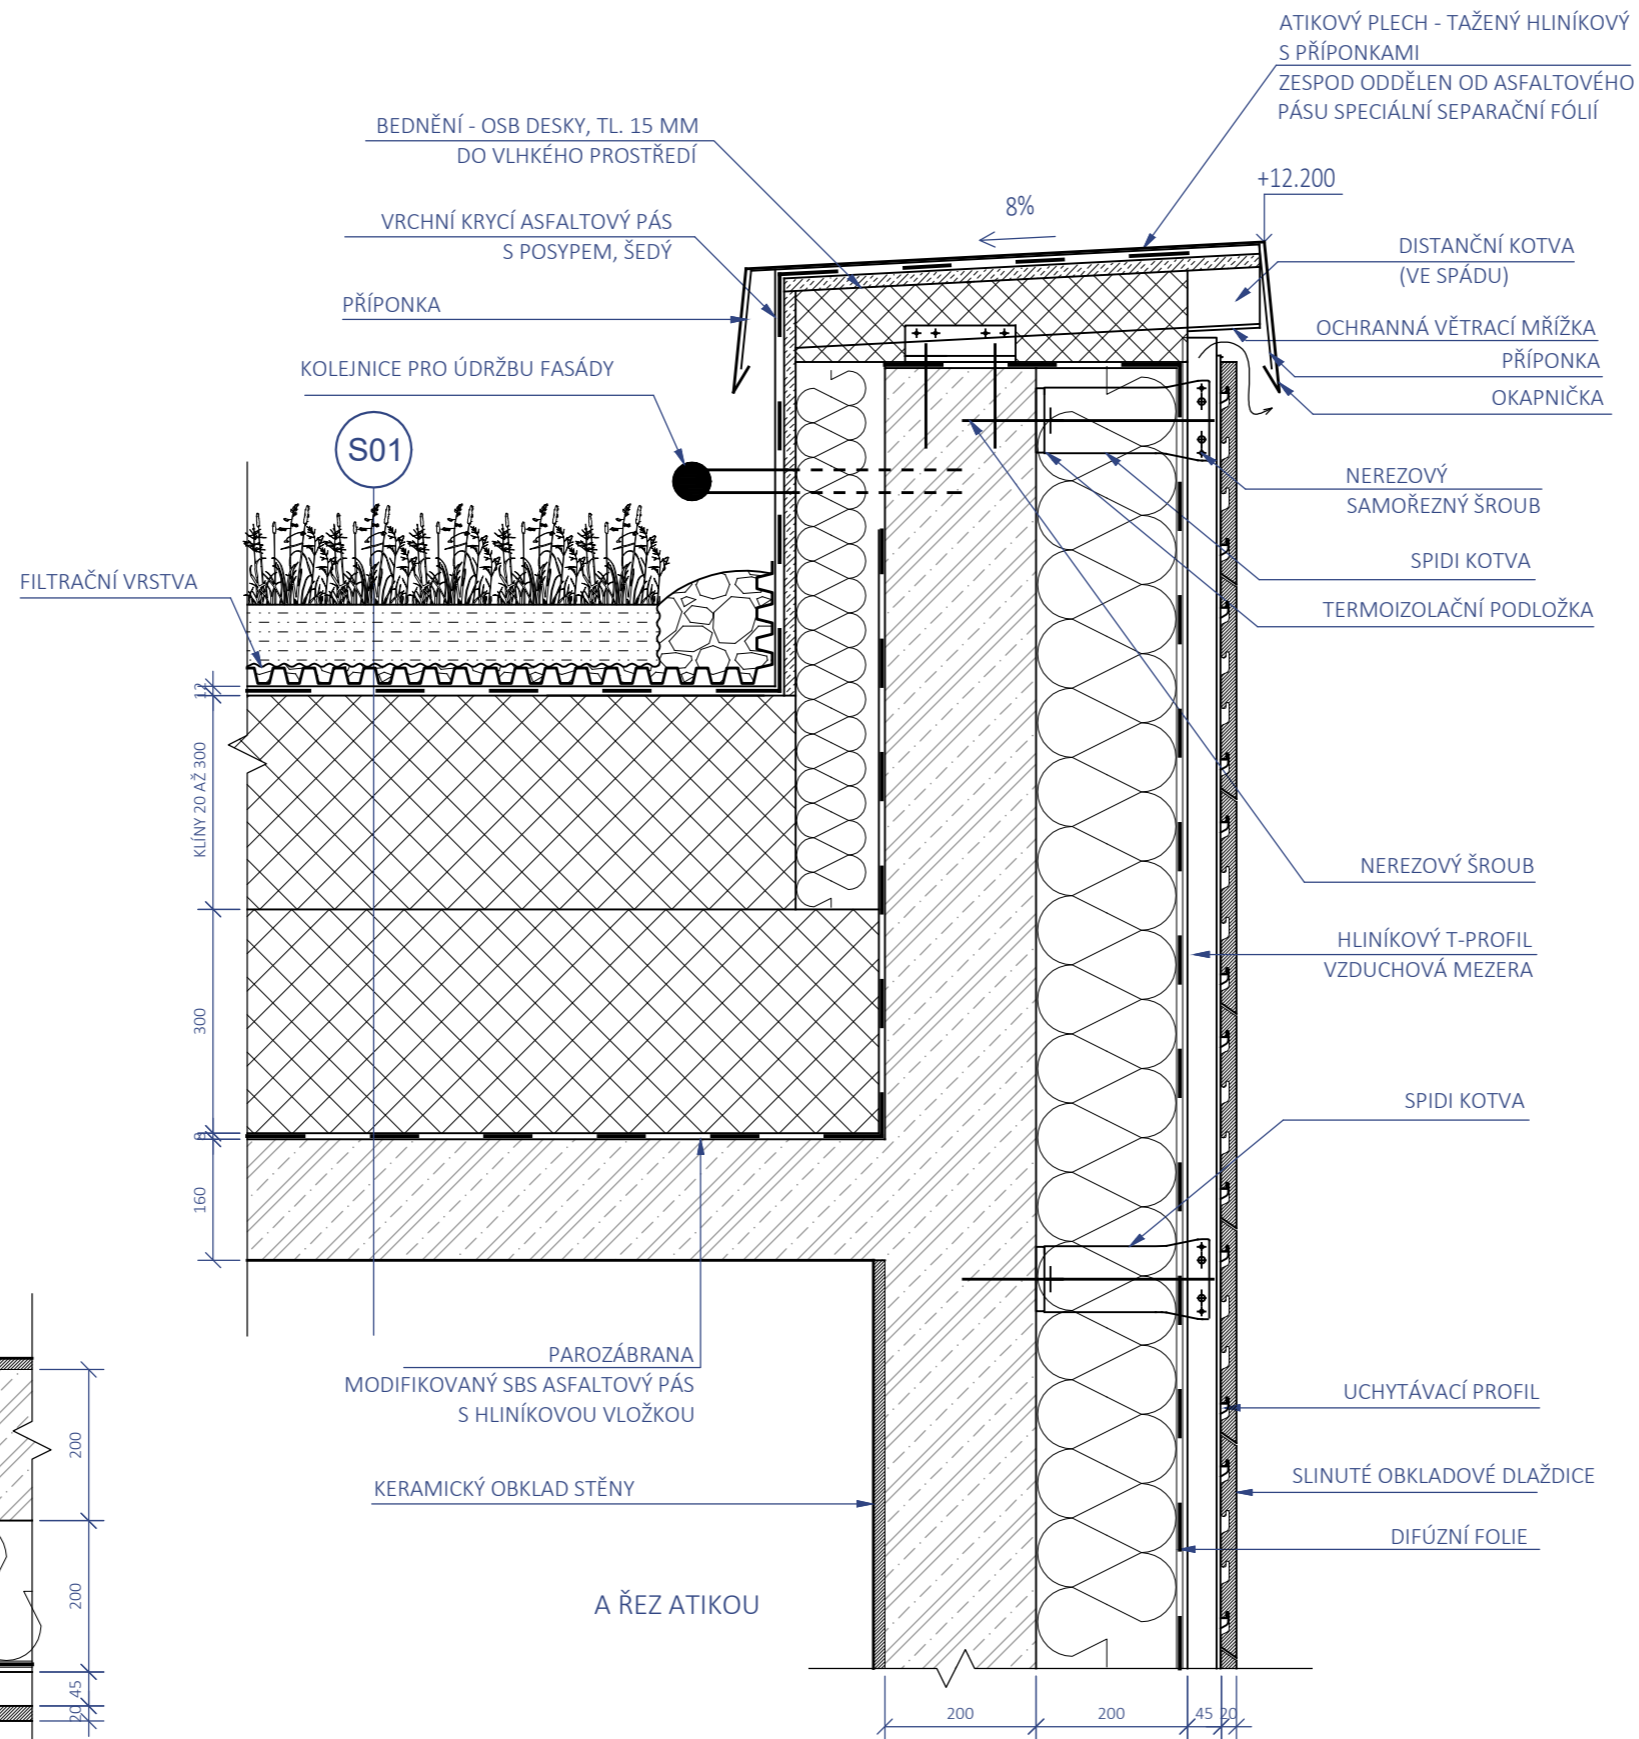 ATIKOVÝ PLECH - TAŽENÝ HLINÍKOVÝ
S PŘÍPONKAMI
ZESPOD ODDĚLEN OD ASFALTOVÉHO
PÁSU SPECIÁLNÍ SEPARAČNÍ FÓLIÍ
BEDNĚNÍ - OSB DESKY, TL. 15 MM
DO VLHKÉHO PROSTŘEDÍ
+12.200
8%
VRCHNÍ KRYCÍ ASFALTOVÝ PÁS
S POSYPEM, ŠEDÝ
DISTANČNÍ KOTVA
(VE SPÁDU)
PŘÍPONKA
OCHRANNÁ VĚTRACÍ MŘÍŽKA
PŘÍPONKA
KOLEJNICE PRO ÚDRŽBU FASÁDY
OKAPNIČKA
S01
NEREZOVÝ
SAMOŘEZNÝ ŠROUB
SPIDI KOTVA
FILTRAČNÍ VRSTVA
TERMOIZOLAČNÍ PODLOŽKA
12
KLÍNY 20 AŽ 300
NEREZOVÝ ŠROUB
HLINÍKOVÝ T-PROFIL
VZDUCHOVÁ MEZERA
300
SPIDI KOTVA
160
PAROZÁBRANA
MODIFIKOVANÝ SBS ASFALTOVÝ PÁS
S HLINÍKOVOU VLOŽKOU
UCHYTÁVACÍ PROFIL
200
KERAMICKÝ OBKLAD STĚNY
SLINUTÉ OBKLADOVÉ DLAŽDICE
DIFÚZNÍ FOLIE
200
A ŘEZ ATIKOU
45
20
200
200
45
20